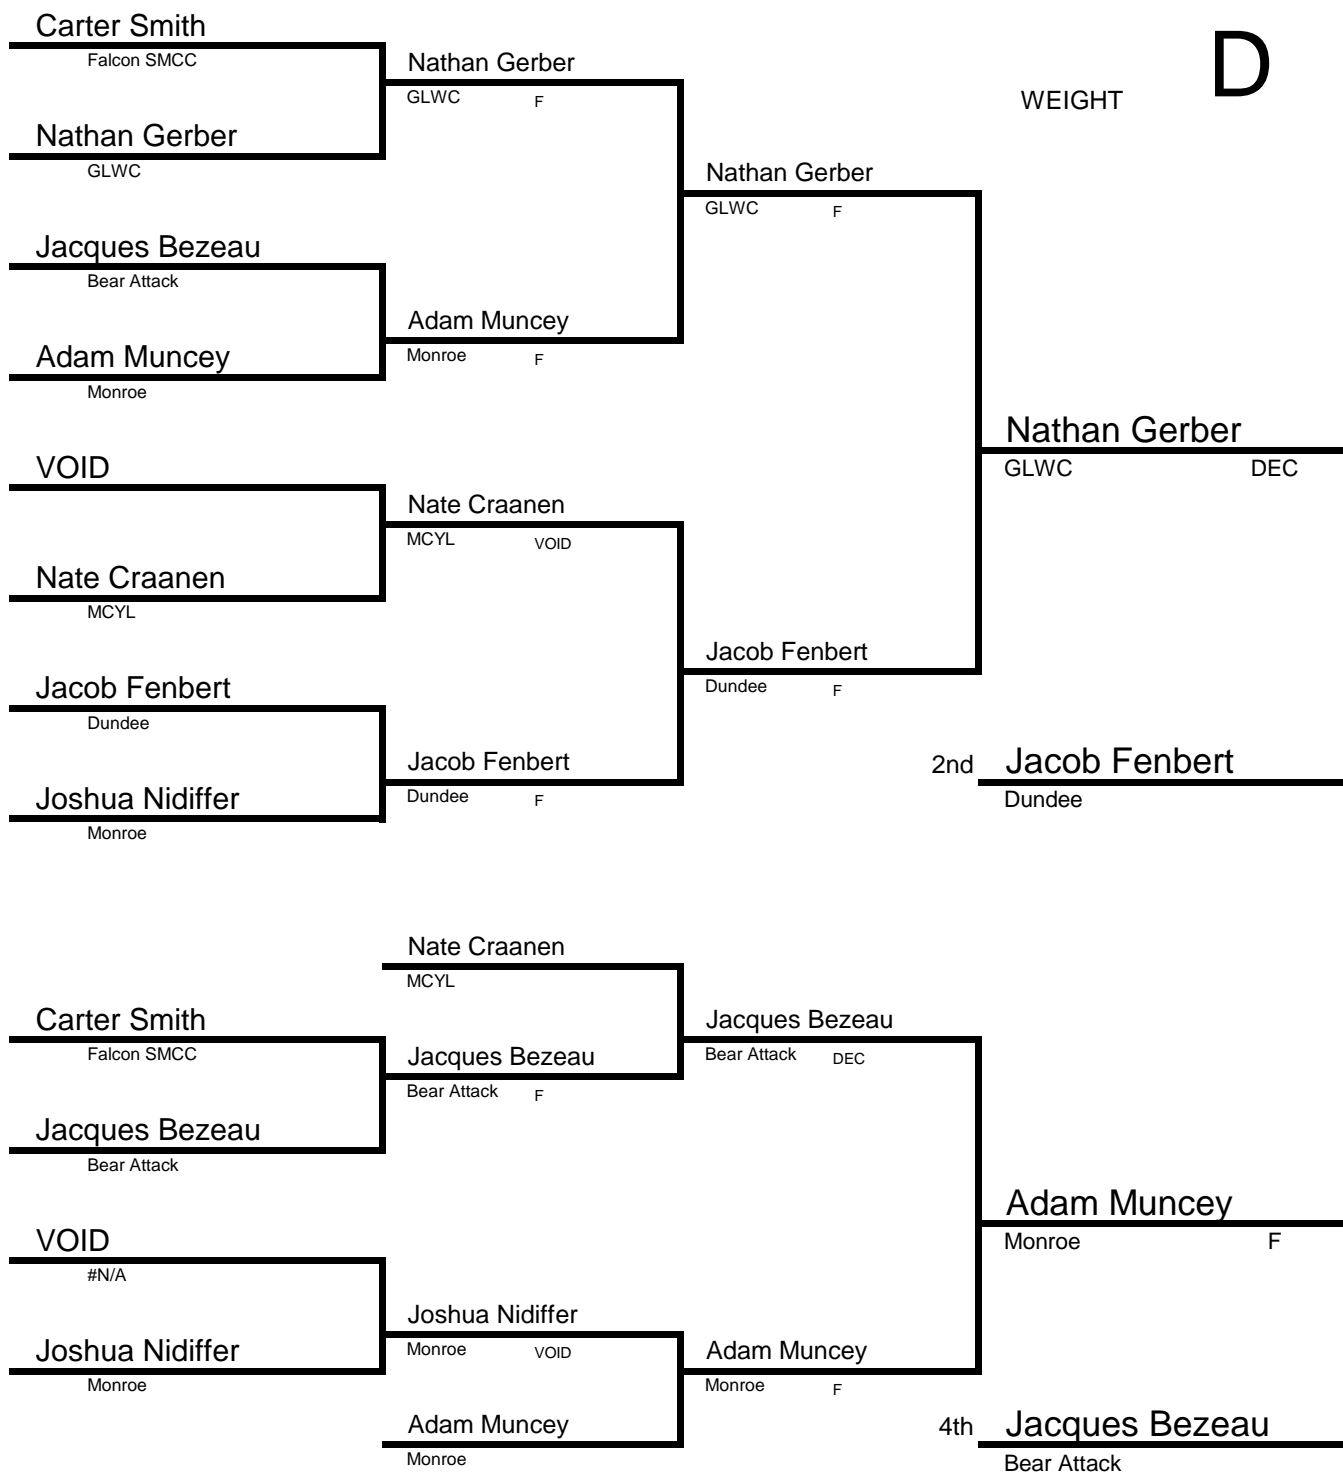 Carter Smith
Falcon SMCC
Nathan Gerber
GLWC F
D
WEIGHT
Nathan Gerber
GLWC
Nathan Gerber
GLWC F
Jacques Bezeau
Bear Attack
Adam Muncey
Monroe F
Adam Muncey
Monroe
Nathan Gerber
GLWC DEC
VOID
Nate Craanen
MCYL VOID
Nate Craanen
MCYL
Jacob Fenbert
Dundee F
Jacob Fenbert
Dundee
Jacob Fenbert
Dundee F
2nd Jacob Fenbert
Dundee
Joshua Nidiffer
Monroe
Nate Craanen
MCYL
Carter Smith
Falcon SMCC
Jacques Bezeau
Bear Attack DEC
Jacques Bezeau
Bear Attack F
Jacques Bezeau
Bear Attack
Adam Muncey
Monroe F
VOID
#N/A
Joshua Nidiffer
Monroe VOID
Joshua Nidiffer
Monroe
Adam Muncey
Monroe F
Adam Muncey
Monroe
4th Jacques Bezeau
Bear Attack